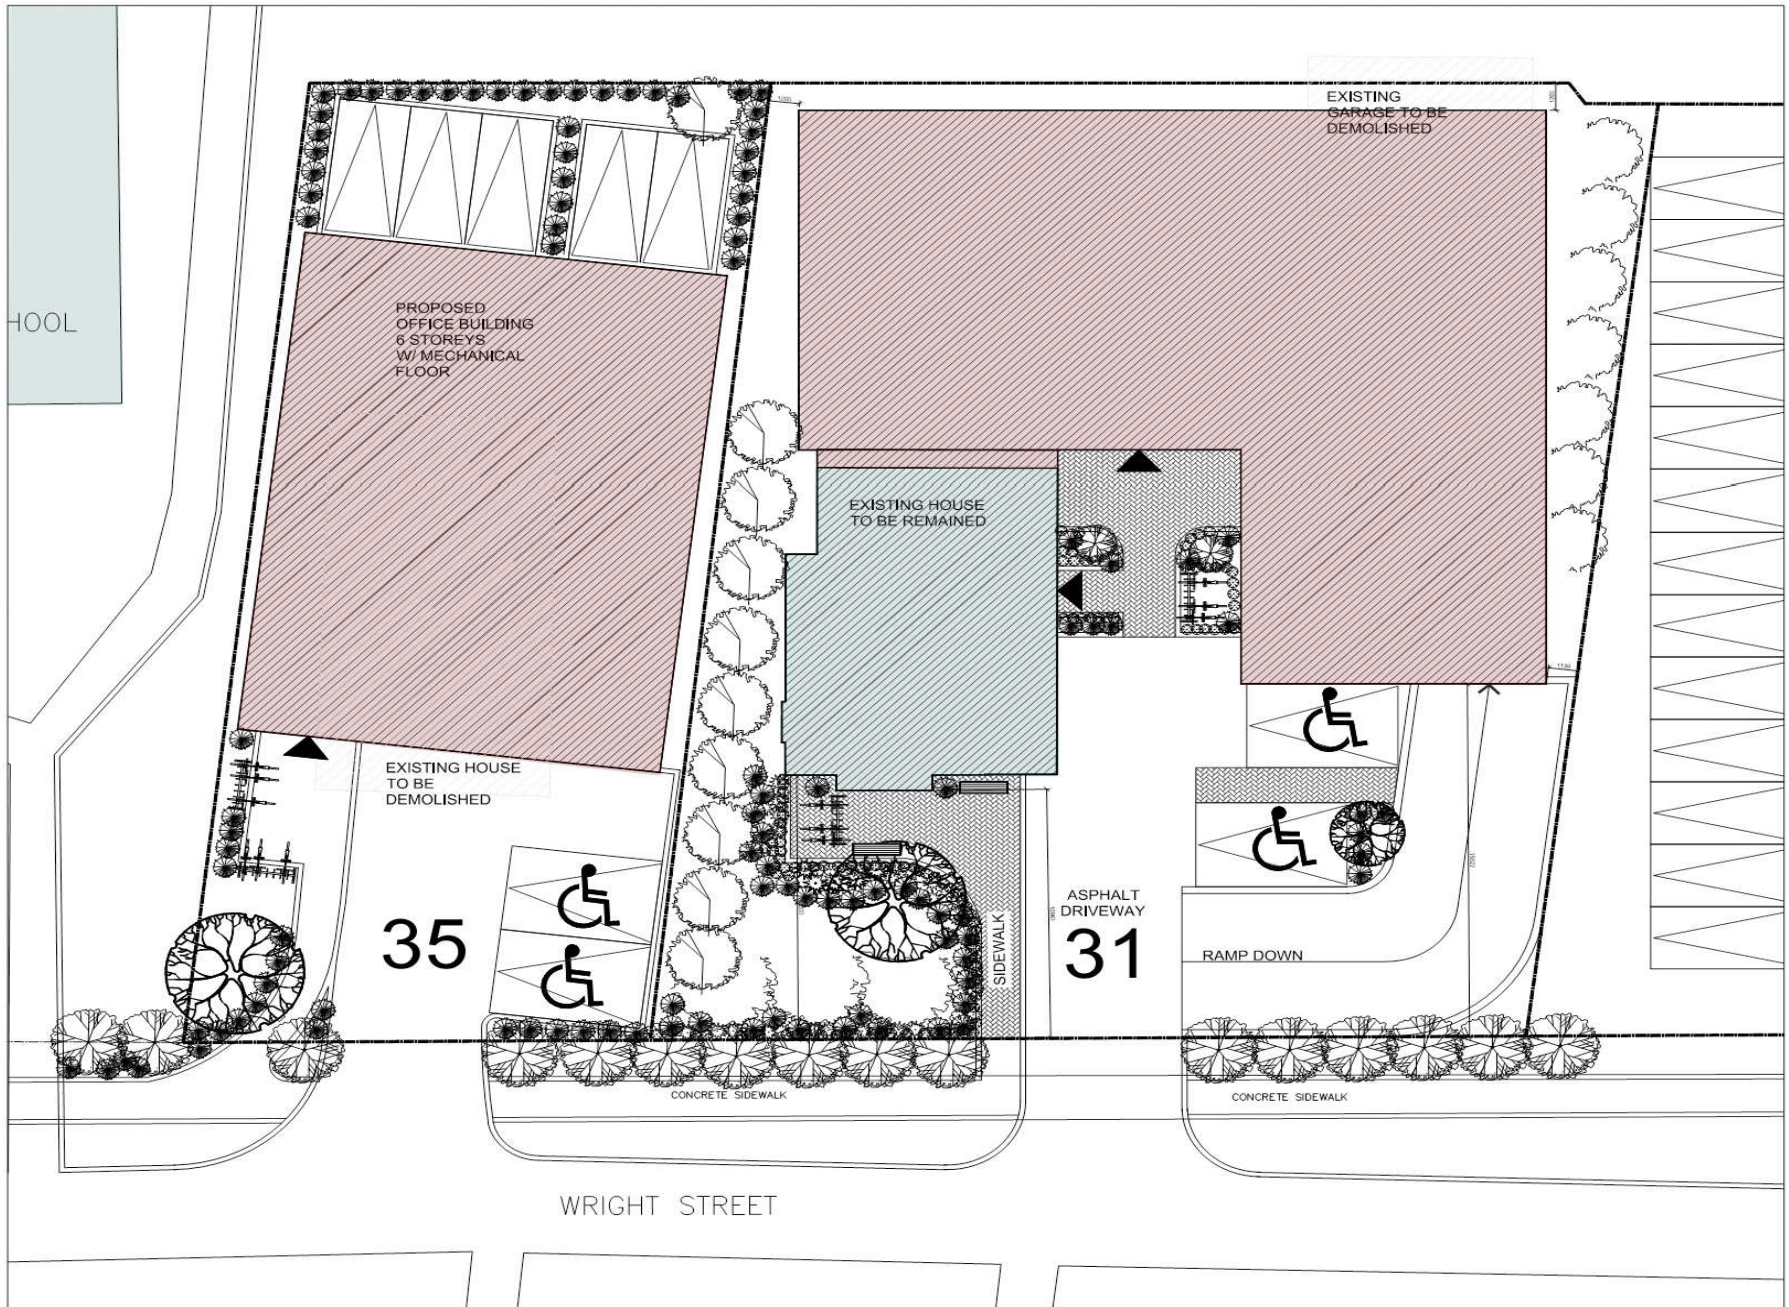 EXISTING
GARAGE TO BE
DEMOLISHED
1200
HOOL
PROPOSED
OFFICE BUILDING
6 STOREYS
W/ MECHANICAL
FLOOR
EXISTING HOUSE
TO BE REMAINED
EXISTING HOUSE
TO BE
DEMOLISHED
35
SIDEWALK
ASPHALT
DRIVEWAY
31
RAMP DOWN
CONCRETE SIDEWALK
CONCRETE SIDEWALK
WRIGHT STREET